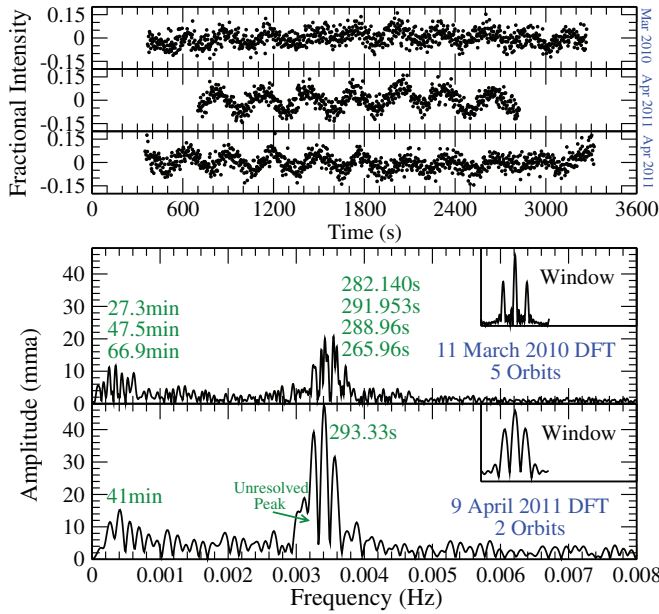 Fractional Intensity
0.15
0
-0.15
Mar 2010
0.15
0
-0.15
Apr 2011
0.15
0
-0.15
Apr 2011
0 600 1200 1800 2400 3000 3600
Time (s)
Amplitude (mma)
40
30
20
10
0
27.3min
47.5min
66.9min
282.140s
291.953s
288.96s
265.96s
Window
11 March 2010 DFT
5 Orbits
40
30
20
10
0
41min
Unresolved
Peak
293.33s
Window
9 April 2011 DFT
2 Orbits
0 0.001 0.002 0.003 0.004 0.005 0.006 0.007 0.008
Frequency (Hz)